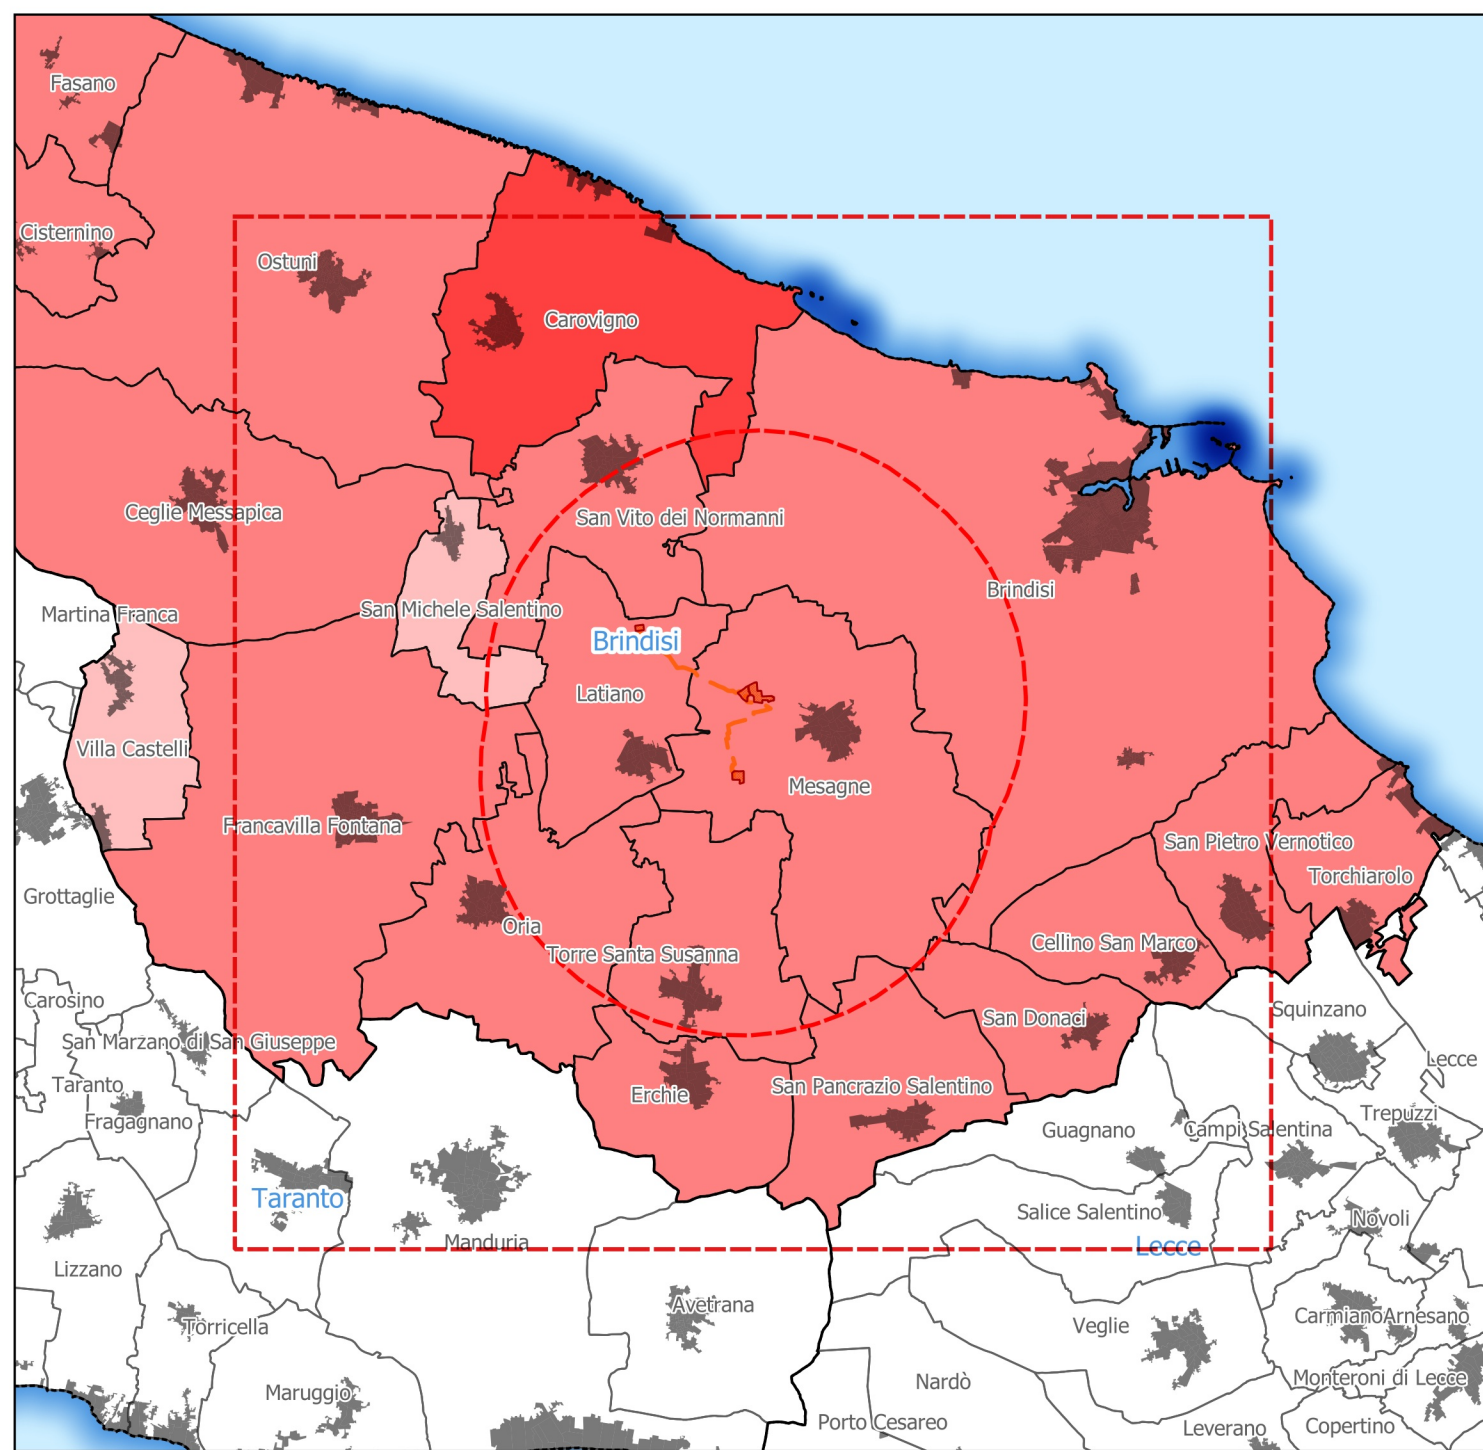 Fasano
Cisternino
Ostuni
Carovigno
Ceglie Messapica
San Vito dei Normanni
Brindisi
Martina Franca
San Michele Salentino
Brindisi
Latiano
Villa Castelli
Mesagne
Francavilla Fontana
San Pietro Vernotico
Torchiarolo
Grottaglie
Oria
Cellino San Marco
Torre Santa Susanna
Carosino
San Donaci
Squinzano
San Marzano di San Giuseppe
Lecce
Taranto
Erchie
San Pancrazio Salentino
Fragagnano
Guagnano
Campi Salentina
Trepuzzi
Taranto
Salice Salentino
Novoli
Manduria
Lecce
Lizzano
Avetrana
Torricella
Veglie
Carmiano
Arnesano
Maruggio
Nardò
Monteroni di Lecce
Porto Cesareo
Leverano
Copertino